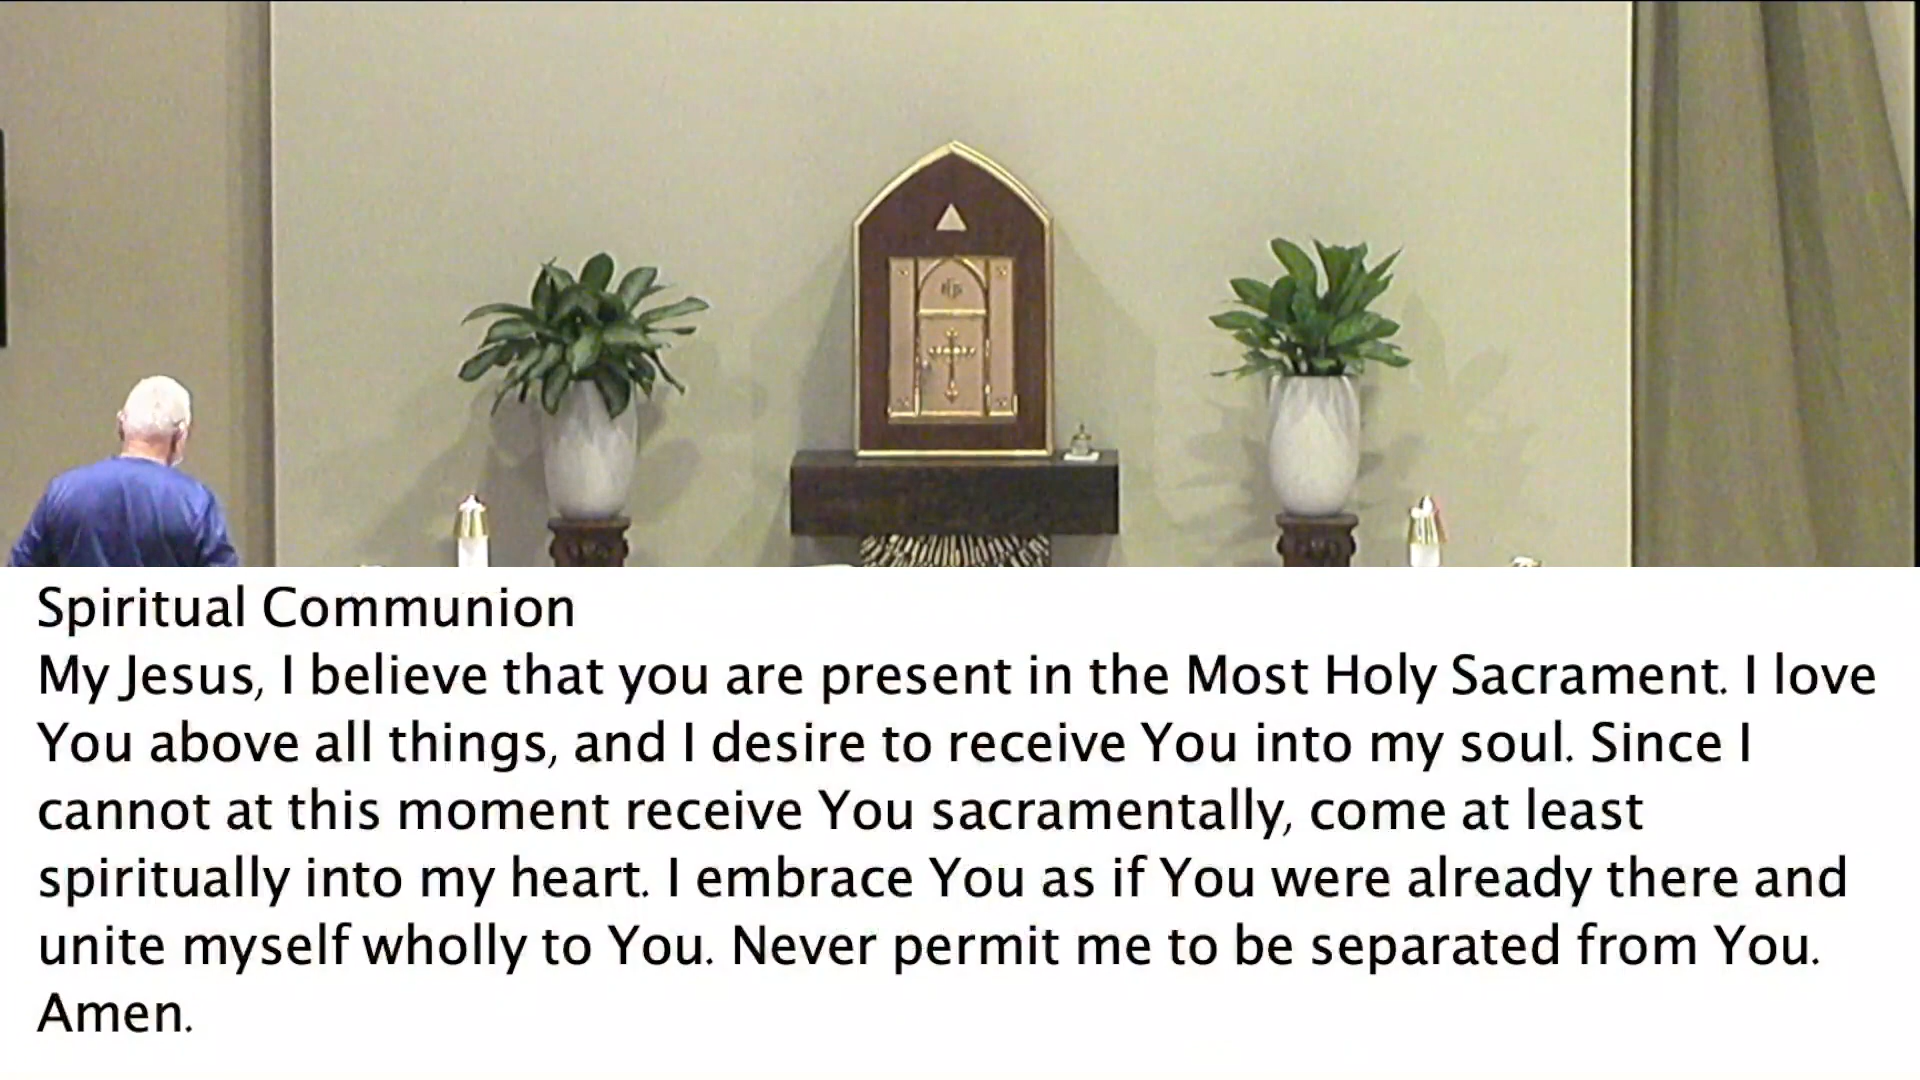 Spiritual Communion
My Jesus, I believe that you are present in the Most Holy Sacrament. I love
You above all things, and I desire to receive You into my soul. Since I
cannot at this moment receive You sacramentally, come at least
spiritually into my heart. I embrace You as if You were already there and
unite myself wholly to You. Never permit me to be separated from You.
Amen.